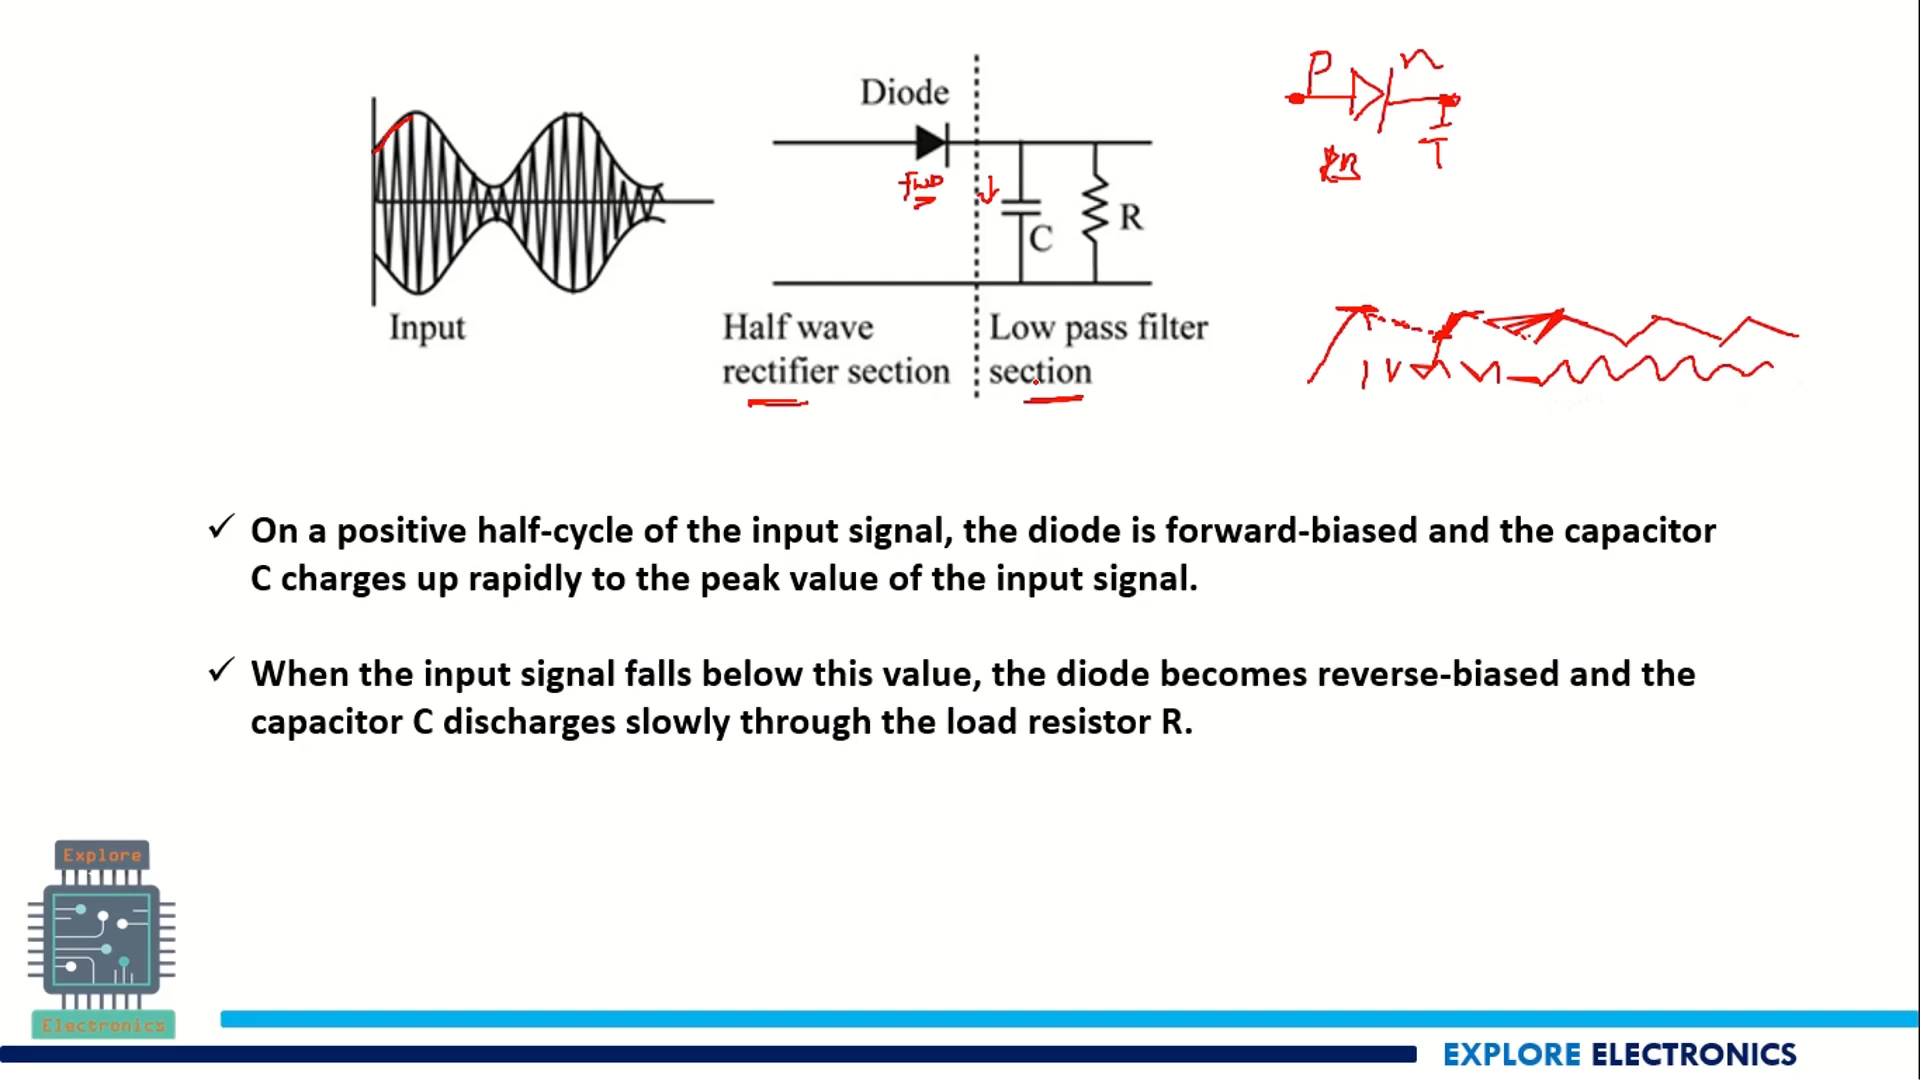 Diode
P
n
T
fwD
C
R
Input
Half wave
rectifier section
Low pass filter
section
1V
✓ On a positive half-cycle of the input signal, the diode is forward-biased and the capacitor
C charges up rapidly to the peak value of the input signal.
✓ When the input signal falls below this value, the diode becomes reverse-biased and the
capacitor C discharges slowly through the load resistor R.
Explore
Electronics
EXPLORE ELECTRONICS